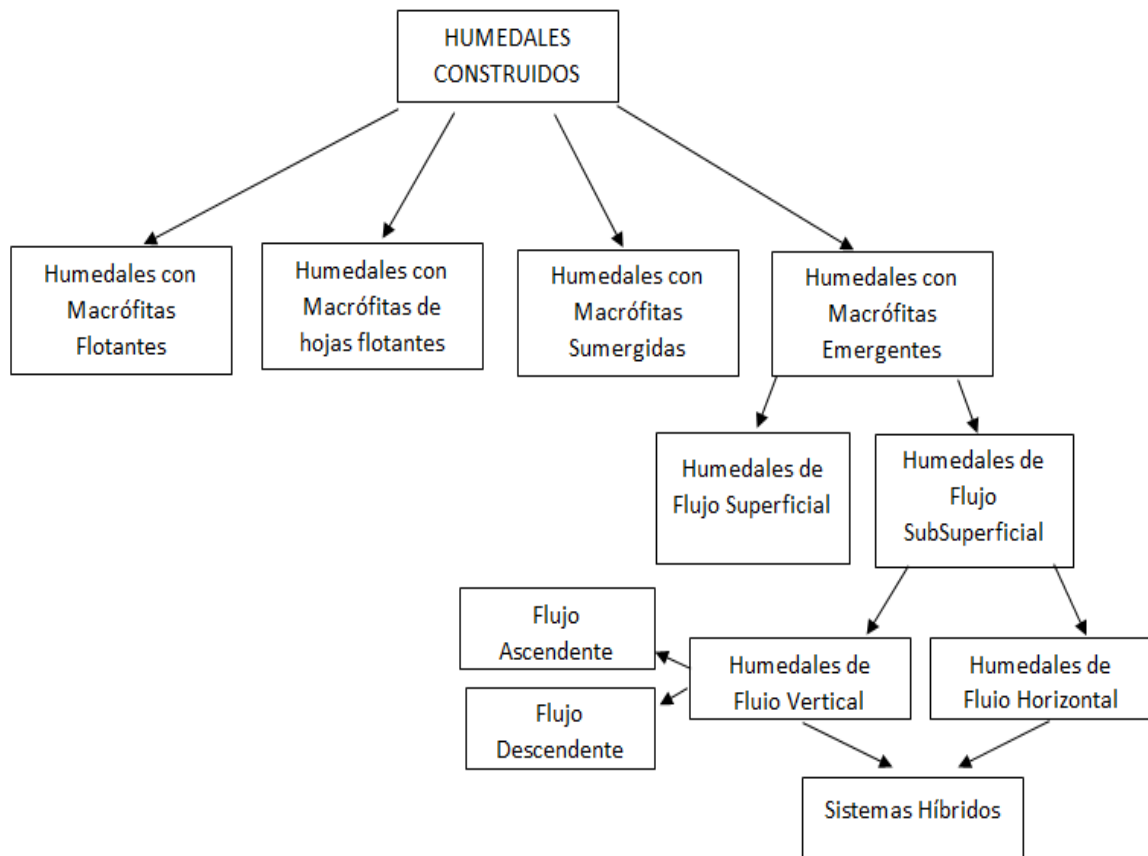 HUMEDALES
CONSTRUIDOS
Humedales con
Macrófitas
Flotantes
Humedales con
Macrófitas de
hojas flotantes
Humedales con
Macrófitas
Sumergidas
Humedales con
Macrófitas
Emergentes
Humedales de
Flujo Superficial
Humedales de
Flujo
SubSuperficial
Flujo
Ascendente
Flujo
Descendente
Humedales de
Fluio Vertical
Humedales de
Fluio Horizontal
Sistemas Híbridos